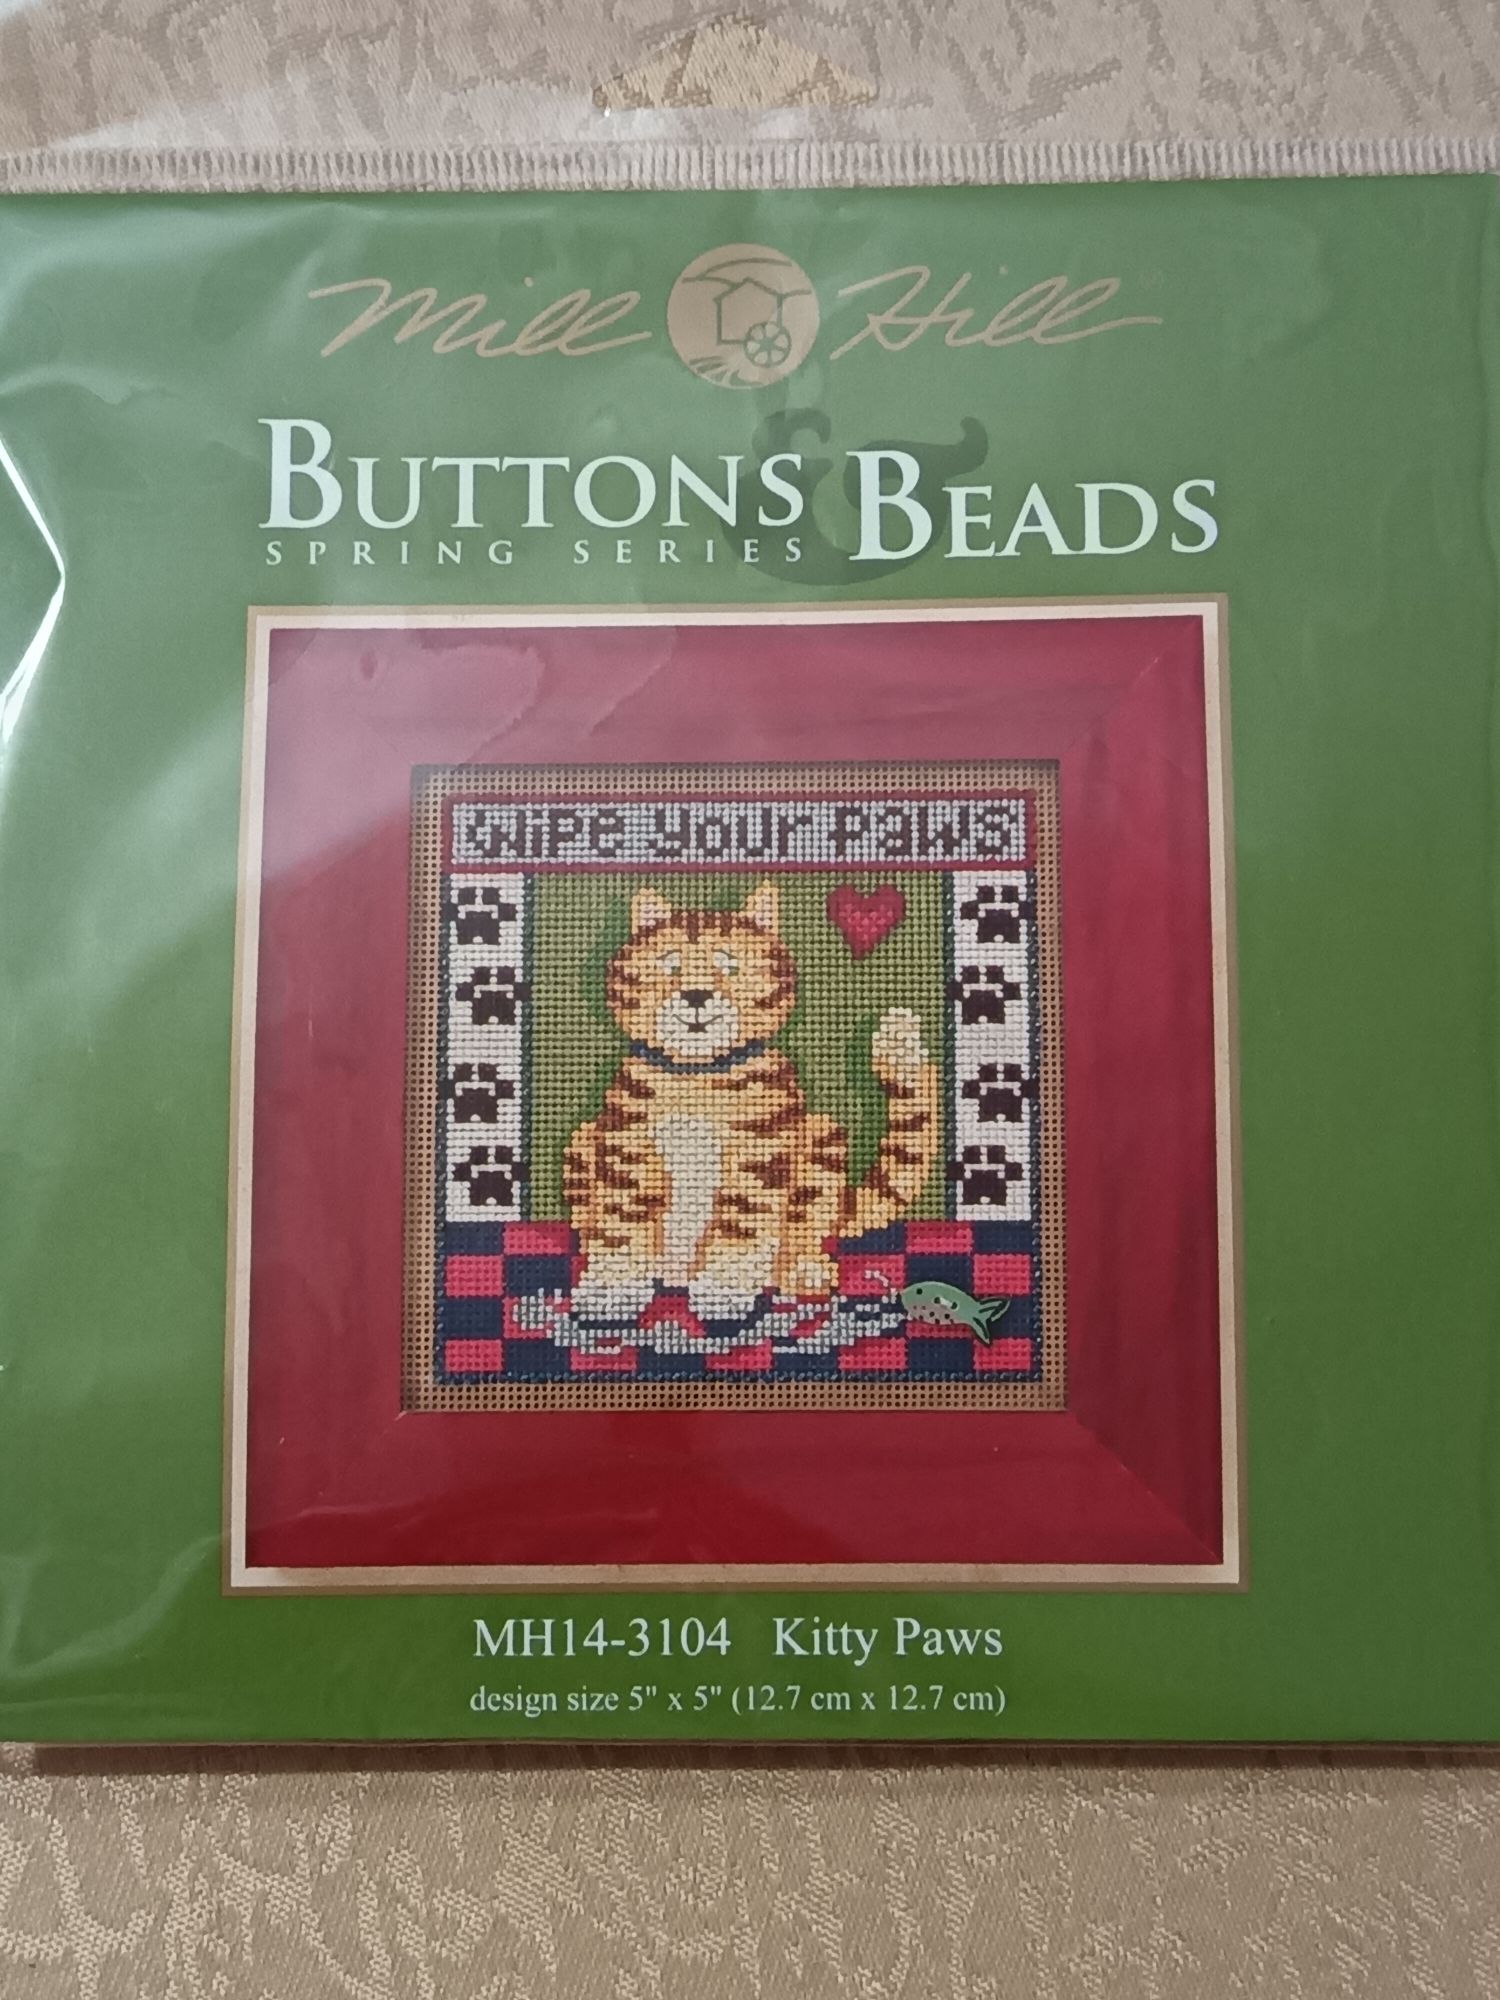 Mill Hill®
BUTTONS & BEADS
SPRING SERIES
wipe your paws
MH14-3104 Kitty Paws
design size 5" x 5" (12.7 cm x 12.7 cm)